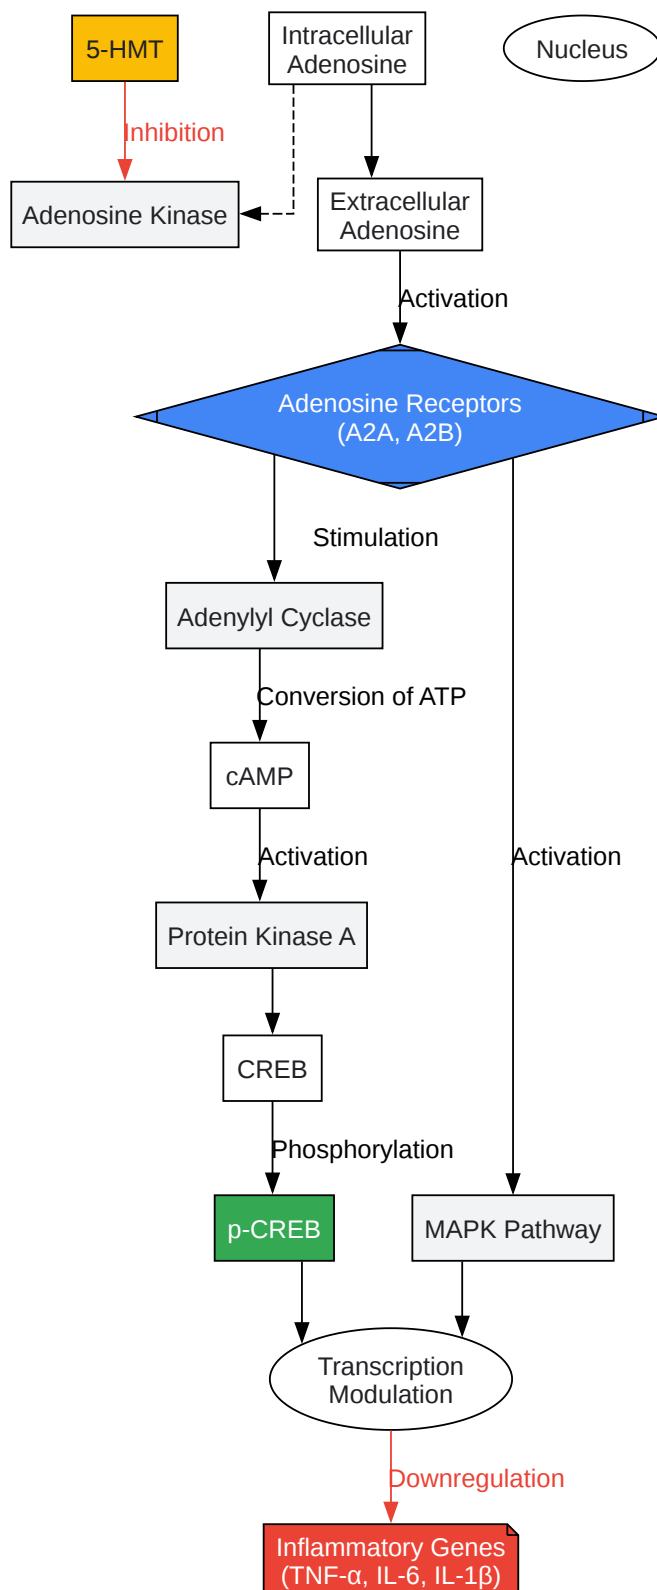 5-HMT
Intracellular
Adenosine
Nucleus
Inhibition
Adenosine Kinase
Extracellular
Adenosine
Activation
Adenosine Receptors
(A2A, A2B)
Stimulation
Adenylyl Cyclase
Conversion of ATP
cAMP
Activation
Activation
Protein Kinase A
CREB
Phosphorylation
p-CREB
MAPK Pathway
Transcription
Modulation
Downregulation
Inflammatory Genes
(TNF-α, IL-6, IL-1β)